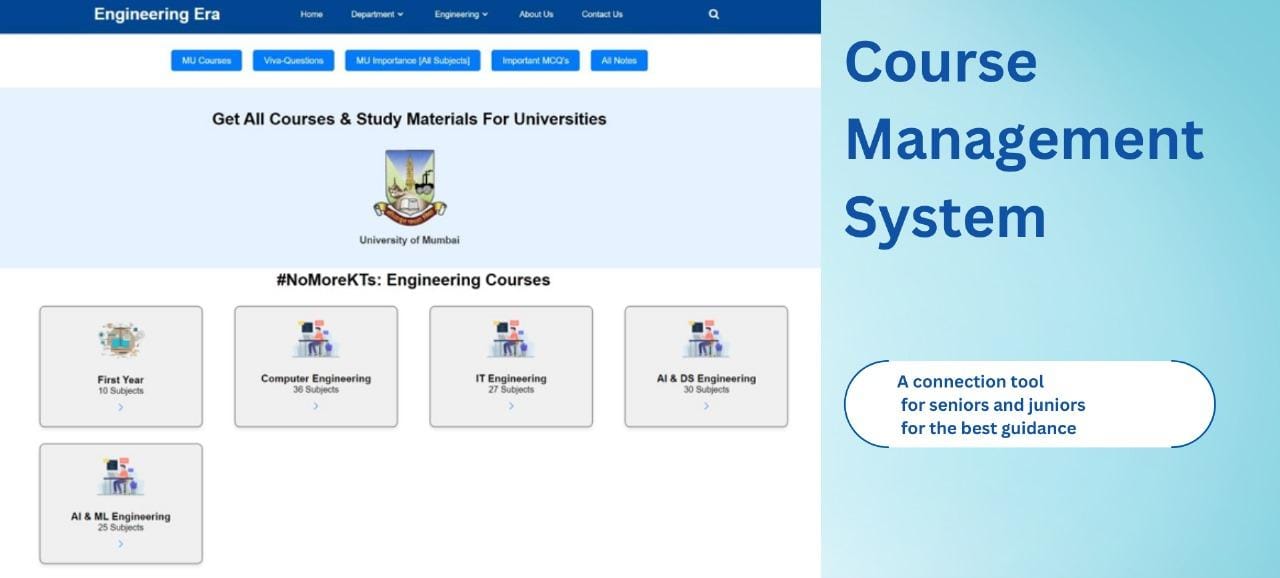 Engineering Era
Home
Department
Engineering
About Us
Contact Us
MU Courses
Viva-Questions
MU Importance [All Subjects]
Important MCQ's
All Notes
Get All Courses & Study Materials For Universities
University of Mumbai
#NoMoreKTs: Engineering Courses
First Year
10 Subjects
Computer Engineering
36 Subjects
IT Engineering
27 Subjects
AI & DS Engineering
30 Subjects
AI & ML Engineering
25 Subjects
Course
Management
System
A connection tool
for seniors and juniors
for the best guidance